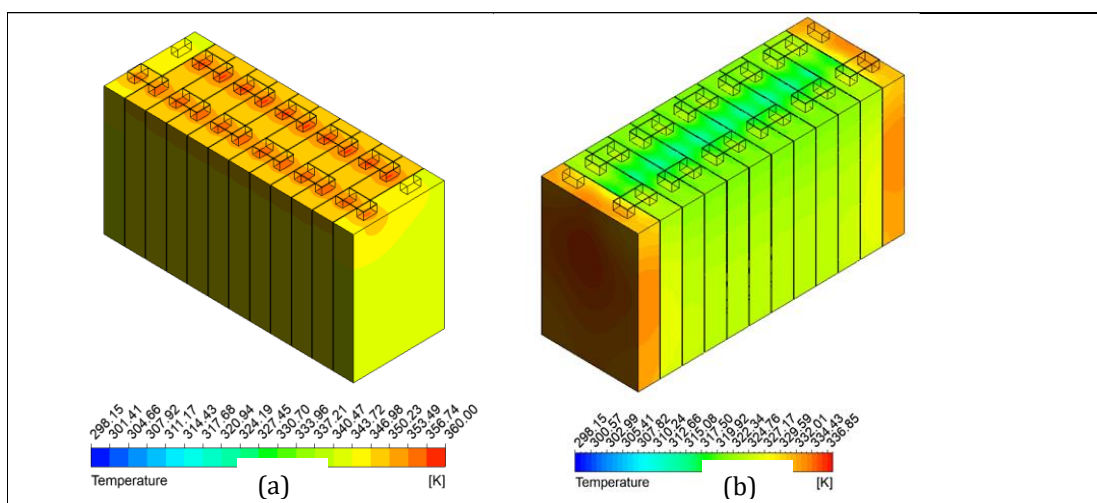 298.15 301.41 304.66 307.92 311.17 314.43 317.68 320.94 324.19 327.45 330.70 333.96 337.21 340.47 343.72 346.98 350.23 353.49 356.74 360.00
Temperature [K]
(a)
298.15 300.57 302.99 305.41 307.82 310.24 312.66 315.08 317.50 319.92 322.34 324.76 327.17 329.59 332.01 334.43 336.85
Temperature [K]
(b)